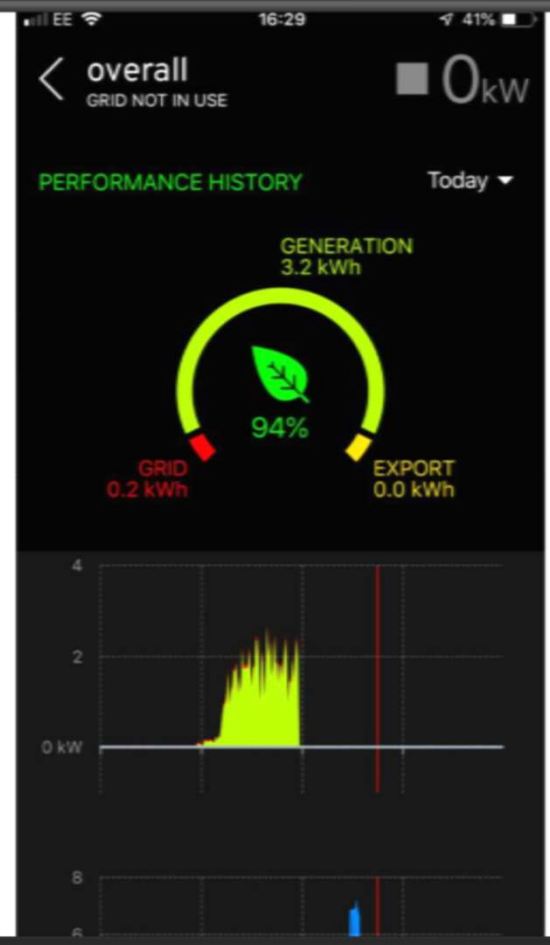 EE 16:29 41%
overall
GRID NOT IN USE
0kW
PERFORMANCE HISTORY Today
GENERATION
3.2 kWh
94%
GRID
0.2 kWh
EXPORT
0.0 kWh
4
2
0 kW
8
6